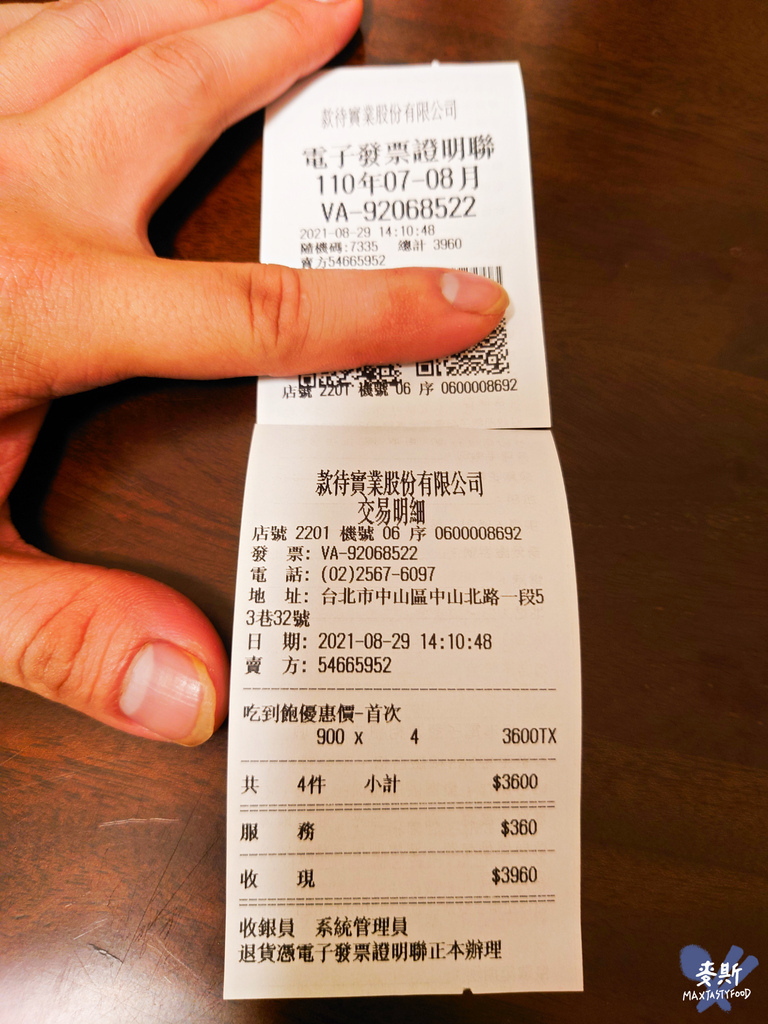 款待實業股份有限公司
電子發票證明聯
110年07-08月
VA-92068522
2021-08-29 14:10:48
隨機碼:7335 總計 3960
賣方54665952
店號 2201 機號 06 序 0600008692
款待實業股份有限公司
交易明細
店號 2201 機號 06 序 0600008692
發 票: VA-92068522
電 話: (02)2567-6097
地 址: 台北市中山區中山北路一段5
3巷32號
日 期: 2021-08-29 14:10:48
賣 方: 54665952
吃到飽優惠價-首次
900 x 4 3600TX
共 4件 小計 $3600
服 務 $360
收 現 $3960
收銀員 系統管理員
退貨憑電子發票證明聯正本辦理
麥斯
MAXTASTYFOOD